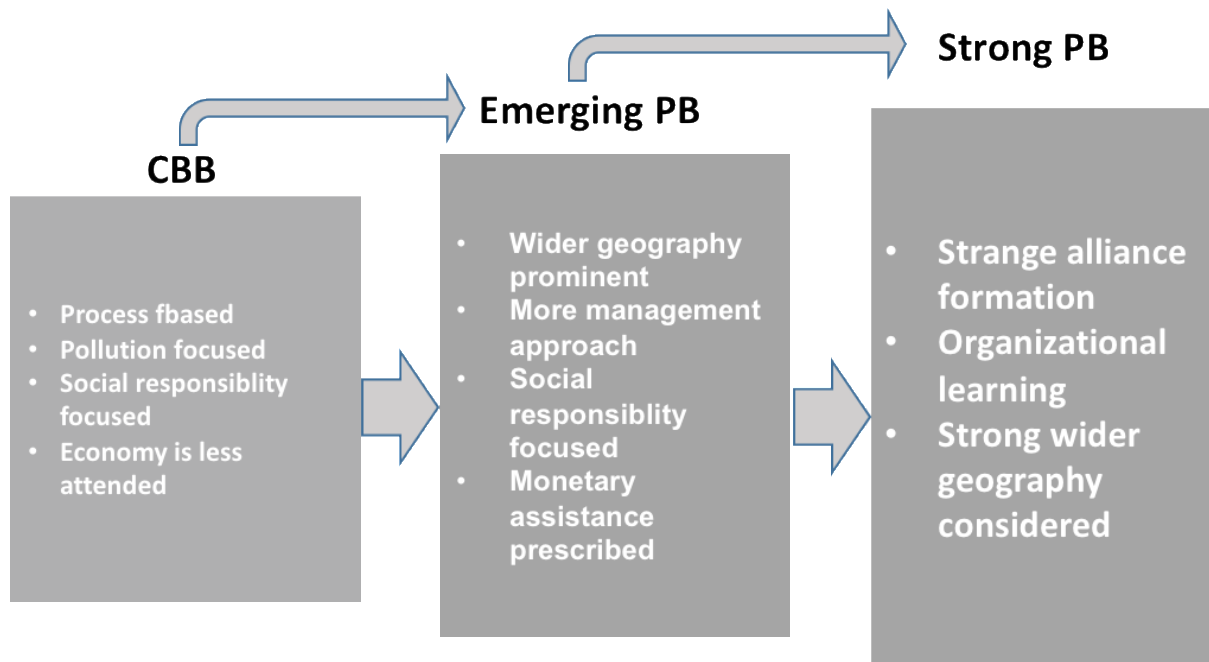 CBB
• Process fbased
• Pollution focused
• Social responsiblity
focused
• Economy is less
attended
Emerging PB
• Wider geography
prominent
• More management
approach
• Social
responsiblity
focused
• Monetary
assistance
prescribed
Strong PB
• Strange alliance
formation
• Organizational
learning
• Strong wider
geography
considered